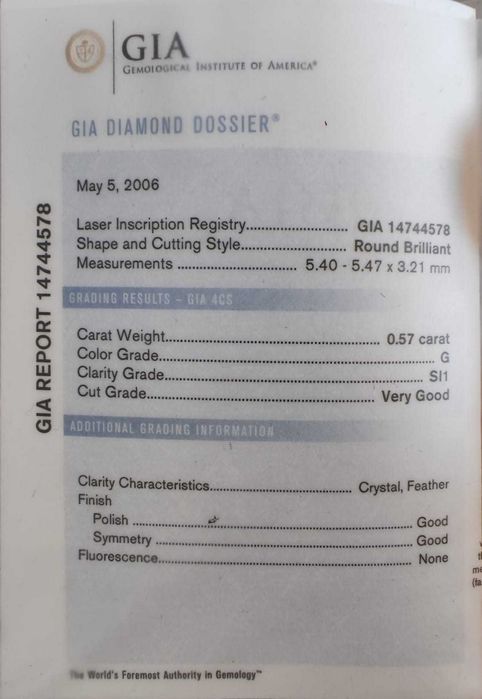 GIA
GEMOLOGICAL INSTITUTE OF AMERICA®
GIA DIAMOND DOSSIER®
May 5, 2006
Laser Inscription Registry............................ GIA 14744578
Shape and Cutting Style............................ Round Brilliant
Measurements ................................ 5.40 - 5.47 x 3.21 mm
GRADING RESULTS – GIA 4CS
Carat Weight........................................................ 0.57 carat
Color Grade........................................................................ G
Clarity Grade.................................................................... SI1
Cut Grade........................................................... Very Good
ADDITIONAL GRADING INFORMATION
Clarity Characteristics.................................... Crystal, Feather
Finish
Polish ..................................................................... Good
Symmetry ................................................................ Good
Fluorescence................................................................. None
The World's Foremost Authority in Gemology™
GIA REPORT 14744578
(fa